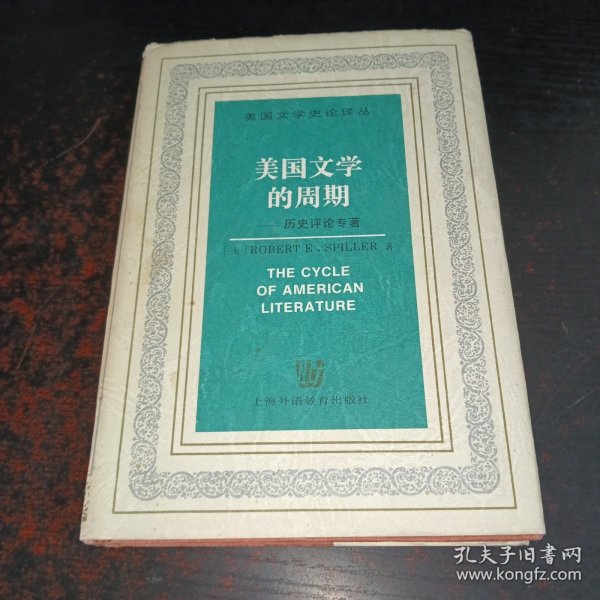 美国文学史论译丛
美国文学
的周期
——历史评论专著
〔美〕ROBERT E．SPILLER 著
THE CYCLE
OF AMERICAN
LITERATURE
上海外语教育出版社
孔夫子旧书网
www.kongfz.com